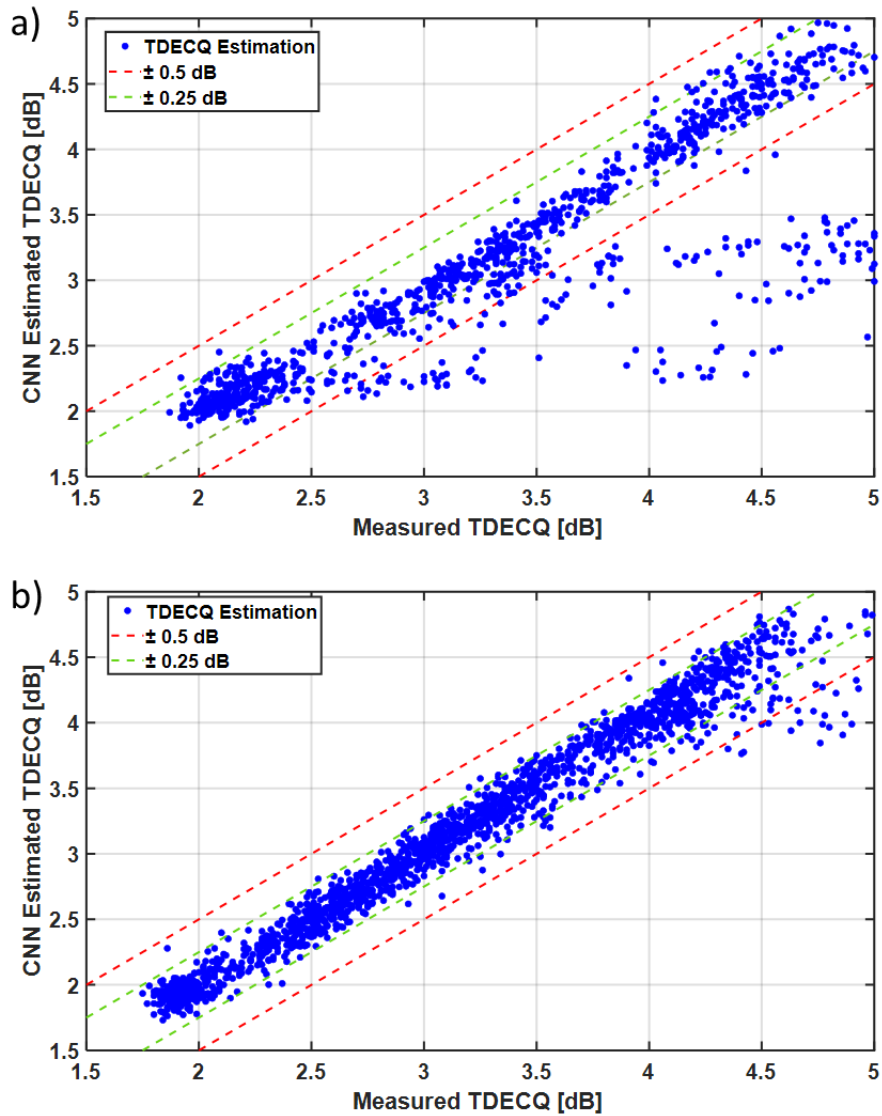 a)
TDECQ Estimation
± 0.5 dB
± 0.25 dB
CNN Estimated TDECQ [dB]
5
4.5
4
3.5
3
2.5
2
1.5
1.5 2 2.5 3 3.5 4 4.5 5
Measured TDECQ [dB]
b)
TDECQ Estimation
± 0.5 dB
± 0.25 dB
CNN Estimated TDECQ [dB]
5
4.5
4
3.5
3
2.5
2
1.5
1.5 2 2.5 3 3.5 4 4.5 5
Measured TDECQ [dB]